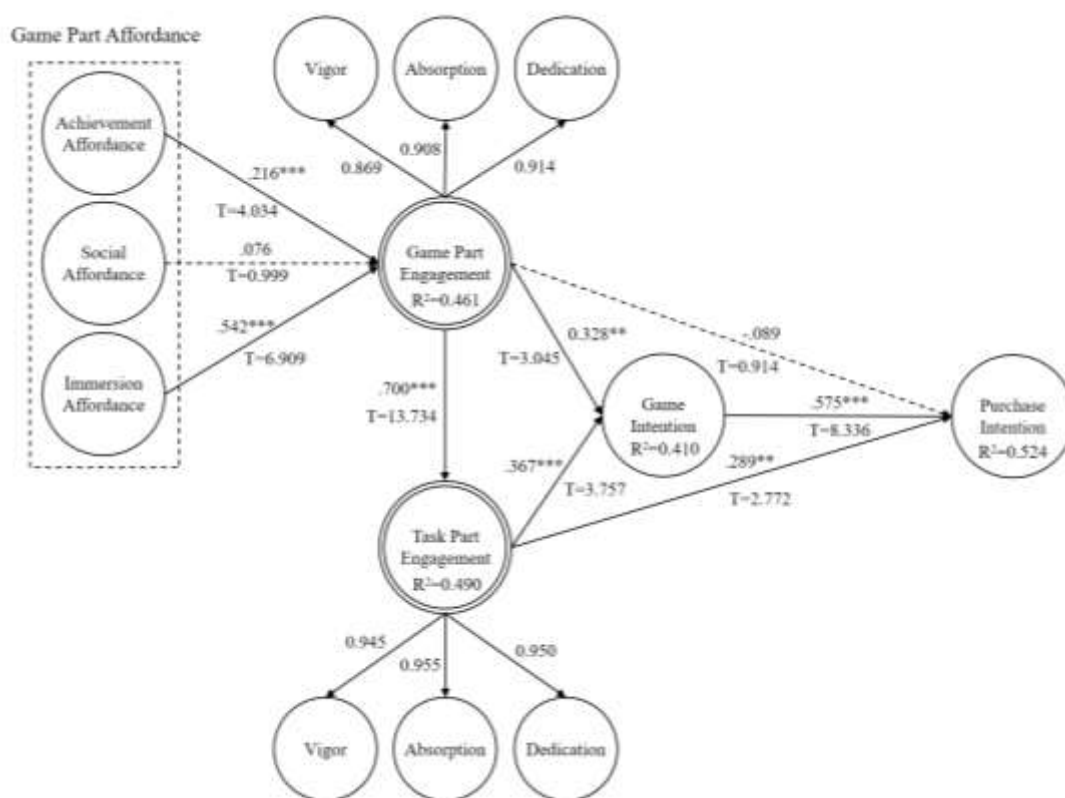 Game Part Affordance
Vigor
Absorption
Dedication
Achievement
Affordance
0.869
0.908
0.914
.216***
T=4.034
Social
Affordance
.076
T=0.999
Game Part
Engagement
R²=0.461
.542***
T=6.909
Immersion
Affordance
0.328**
T=3.045
-.089
T=0.914
.700***
T=13.734
Game
Intention
R²=0.410
.575***
T=8.336
Purchase
Intention
R²=0.524
.367***
T=3.757
.289**
T=2.772
Task Part
Engagement
R²=0.490
0.945
0.955
0.950
Vigor
Absorption
Dedication